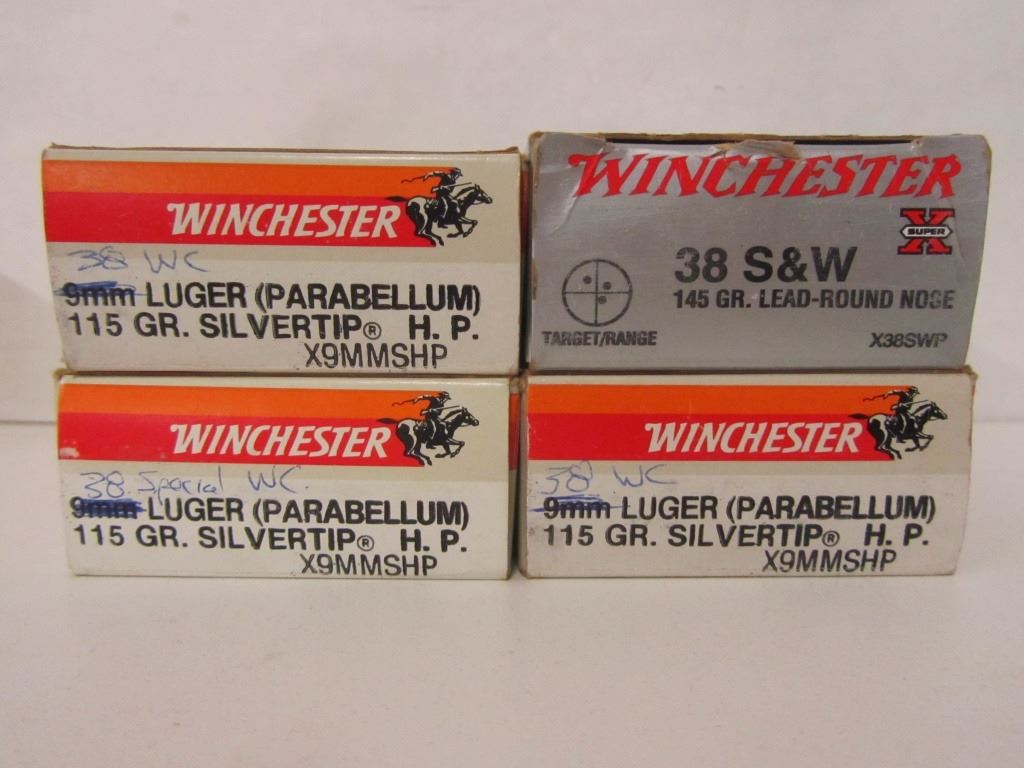 WINCHESTER
38 WC
9mm LUGER (PARABELLUM)
115 GR. SILVERTIP® H. P.
X9MMSHP
WINCHESTER
SUPER X
38 S&W
145 GR. LEAD-ROUND NOSE
TARGET/RANGE
X38SWP
WINCHESTER
38 Special WC.
9mm LUGER (PARABELLUM)
115 GR. SILVERTIP® H. P.
X9MMSHP
WINCHESTER
38 WC
9mm LUGER (PARABELLUM)
115 GR. SILVERTIP® H. P.
X9MMSHP